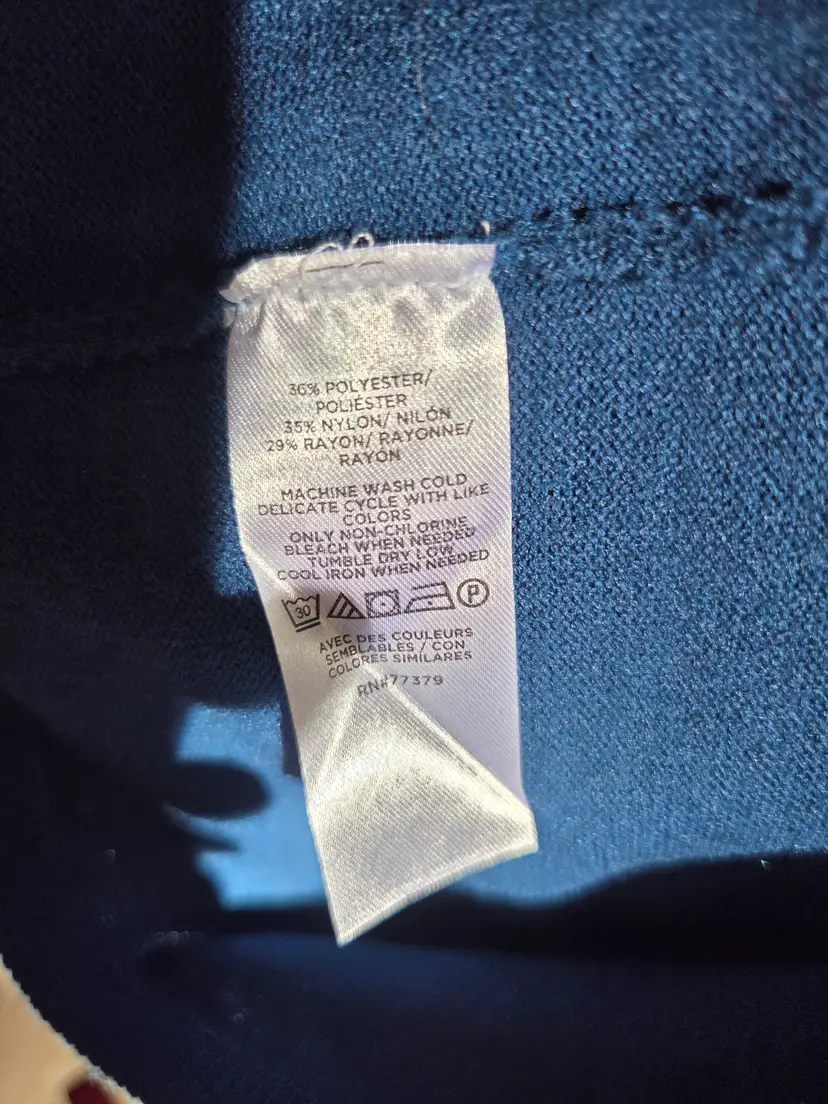 36% POLYESTER/
POLIÉSTER
35% NYLON/ NILÓN
29% RAYON/ RAYONNE/
RAYÓN
MACHINE WASH COLD
DELICATE CYCLE WITH LIKE
COLORS
ONLY NON-CHLORINE
BLEACH WHEN NEEDED
TUMBLE DRY LOW
COOL IRON WHEN NEEDED
30 P
AVEC DES COULEURS
SEMBLABLES / CON
COLORES SIMILARES
RN#77379